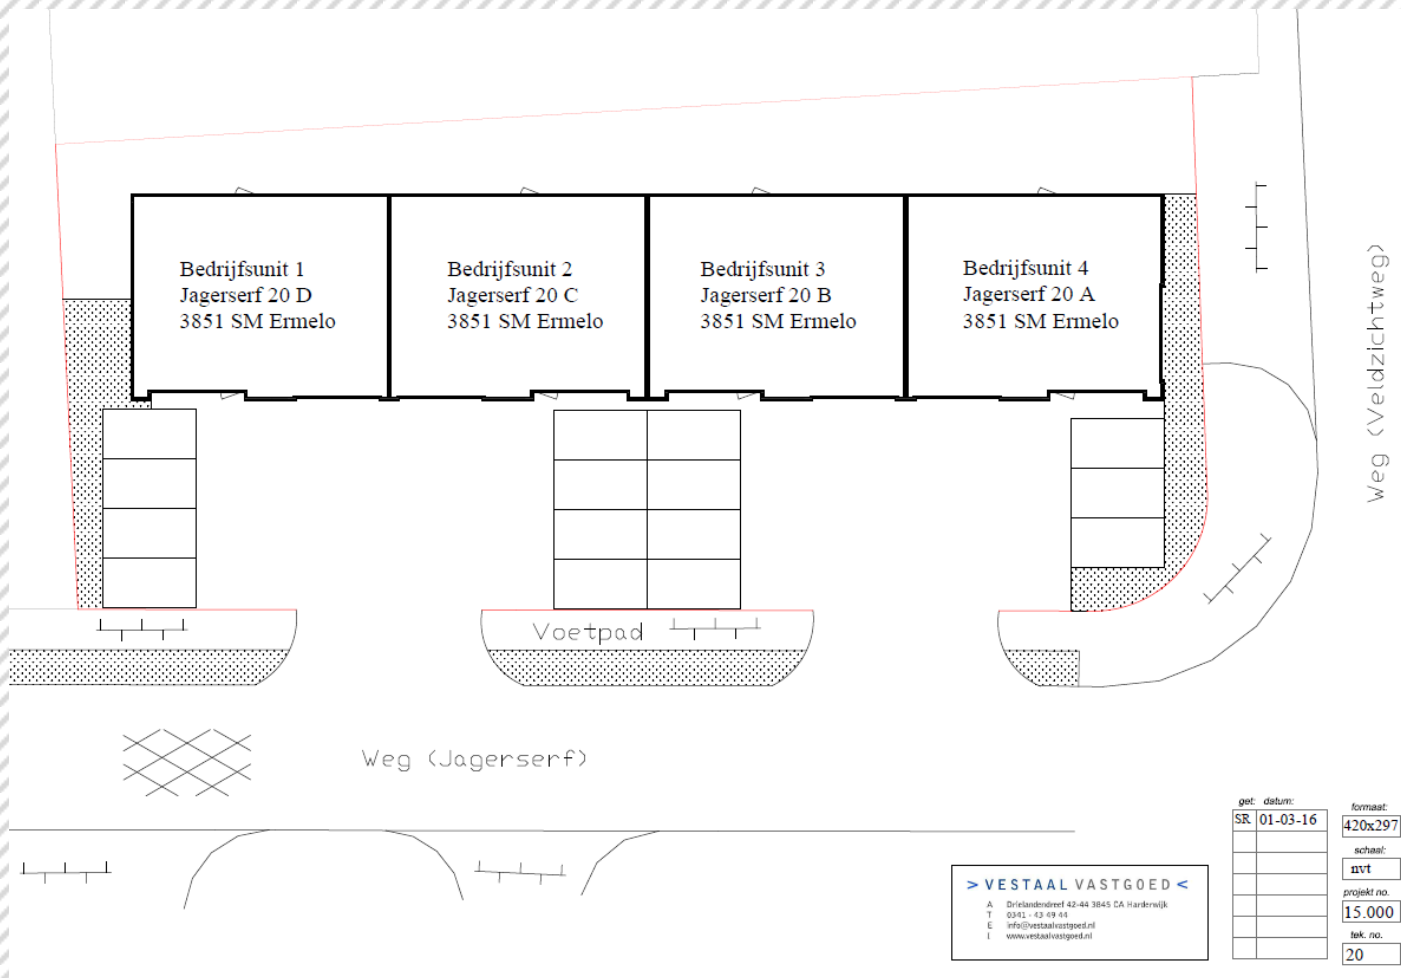 Bedrijfsunit 1
Jagerserf 20 D
3851 SM Ermelo
Bedrijfsunit 2
Jagerserf 20 C
3851 SM Ermelo
Bedrijfsunit 3
Jagerserf 20 B
3851 SM Ermelo
Bedrijfsunit 4
Jagerserf 20 A
3851 SM Ermelo
Weg (Veldzichtweg)
Voetpad
Weg (Jagerserf)
> VESTAAL VASTGOED <
A Drielandendreef 42-44 3845 CA Harderwijk
T 0341 - 43 49 44
E info@vestaalvastgoed.nl
I www.vestaalvastgoed.nl
get: datum:
SR 01-03-16
formaat:
420x297
schaal:
nvt
projekt no.
15.000
tek. no.
20